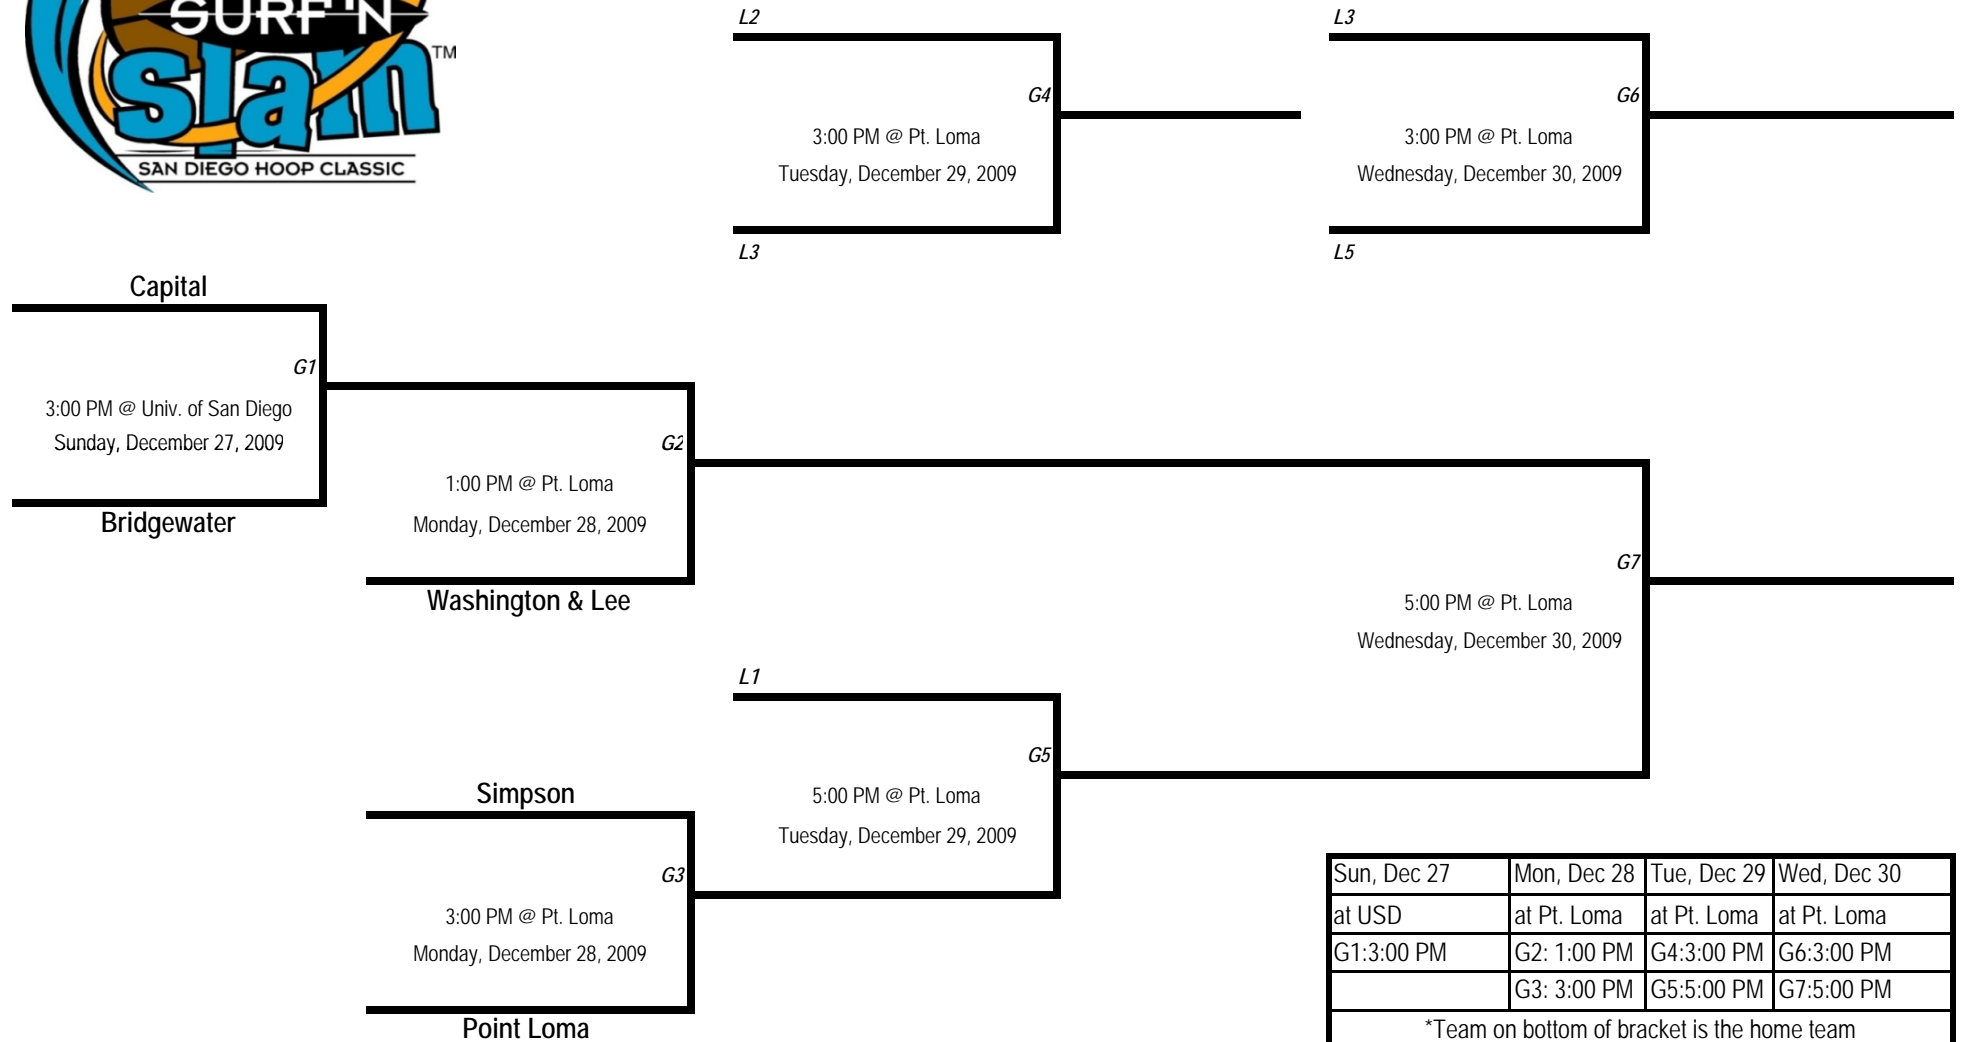 SURF 'N
slam™
SAN DIEGO HOOP CLASSIC
L2
G4
3:00 PM @ Pt. Loma
Tuesday, December 29, 2009
L3
L3
G6
3:00 PM @ Pt. Loma
Wednesday, December 30, 2009
L5
Capital
G1
3:00 PM @ Univ. of San Diego
Sunday, December 27, 2009
Bridgewater
G2
1:00 PM @ Pt. Loma
Monday, December 28, 2009
Washington & Lee
G7
5:00 PM @ Pt. Loma
Wednesday, December 30, 2009
L1
G5
5:00 PM @ Pt. Loma
Tuesday, December 29, 2009
Simpson
G3
3:00 PM @ Pt. Loma
Monday, December 28, 2009
Point Loma
Sun, Dec 27 Mon, Dec 28 Tue, Dec 29 Wed, Dec 30
at USD at Pt. Loma at Pt. Loma at Pt. Loma
G1:3:00 PM G2: 1:00 PM G4:3:00 PM G6:3:00 PM
G3: 3:00 PM G5:5:00 PM G7:5:00 PM
*Team on bottom of bracket is the home team